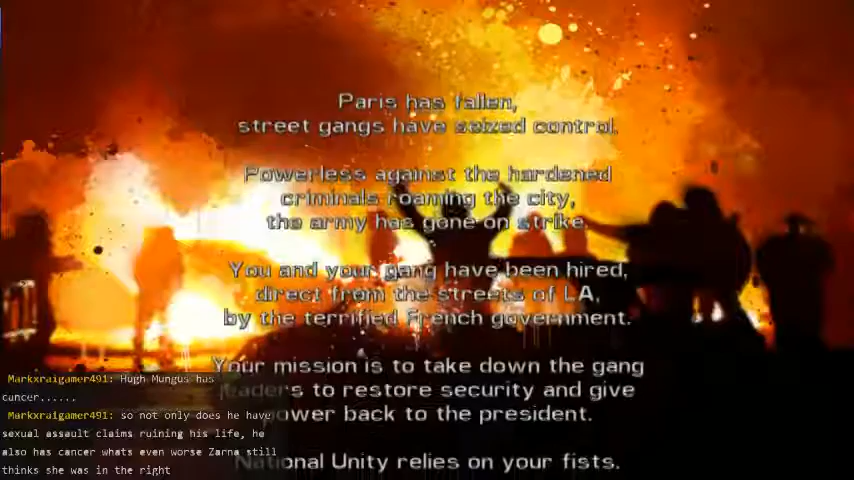 Paris has fallen,
street gangs have seized control.
Powerless against the hardened
criminals roaming the city,
the army has gone on strike.
You and your gang have been hired,
direct from the streets of LA,
by the terrified French government.
Your mission is to take down the gang
leaders to restore security and give
power back to the president.
National Unity relies on your fists.
Markxraigamer491: Hugh Mungus has
cancer......
Markxraigamer491: so not only does he have
sexual assault claims ruining his life, he
also has cancer whats even worse Zarna still
thinks she was in the right